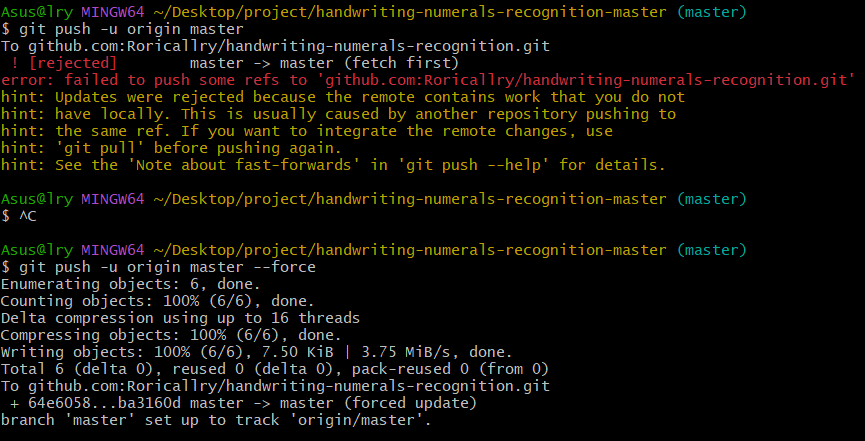 Asus@lry MINGW64 ~/Desktop/project/handwriting-numerals-recognition-master (master)
$ git push -u origin master
To github.com:Roricallry/handwriting-numerals-recognition.git
 ! [rejected]        master -> master (fetch first)
error: failed to push some refs to 'github.com:Roricallry/handwriting-numerals-recognition.git'
hint: Updates were rejected because the remote contains work that you do not
hint: have locally. This is usually caused by another repository pushing to
hint: the same ref. If you want to integrate the remote changes, use
hint: 'git pull' before pushing again.
hint: See the 'Note about fast-forwards' in 'git push --help' for details.
Asus@lry MINGW64 ~/Desktop/project/handwriting-numerals-recognition-master (master)
$ ^C
Asus@lry MINGW64 ~/Desktop/project/handwriting-numerals-recognition-master (master)
$ git push -u origin master --force
Enumerating objects: 6, done.
Counting objects: 100% (6/6), done.
Delta compression using up to 16 threads
Compressing objects: 100% (6/6), done.
Writing objects: 100% (6/6), 7.50 KiB | 3.75 MiB/s, done.
Total 6 (delta 0), reused 0 (delta 0), pack-reused 0 (from 0)
To github.com:Roricallry/handwriting-numerals-recognition.git
 + 64e6058...ba3160d master -> master (forced update)
branch 'master' set up to track 'origin/master'.